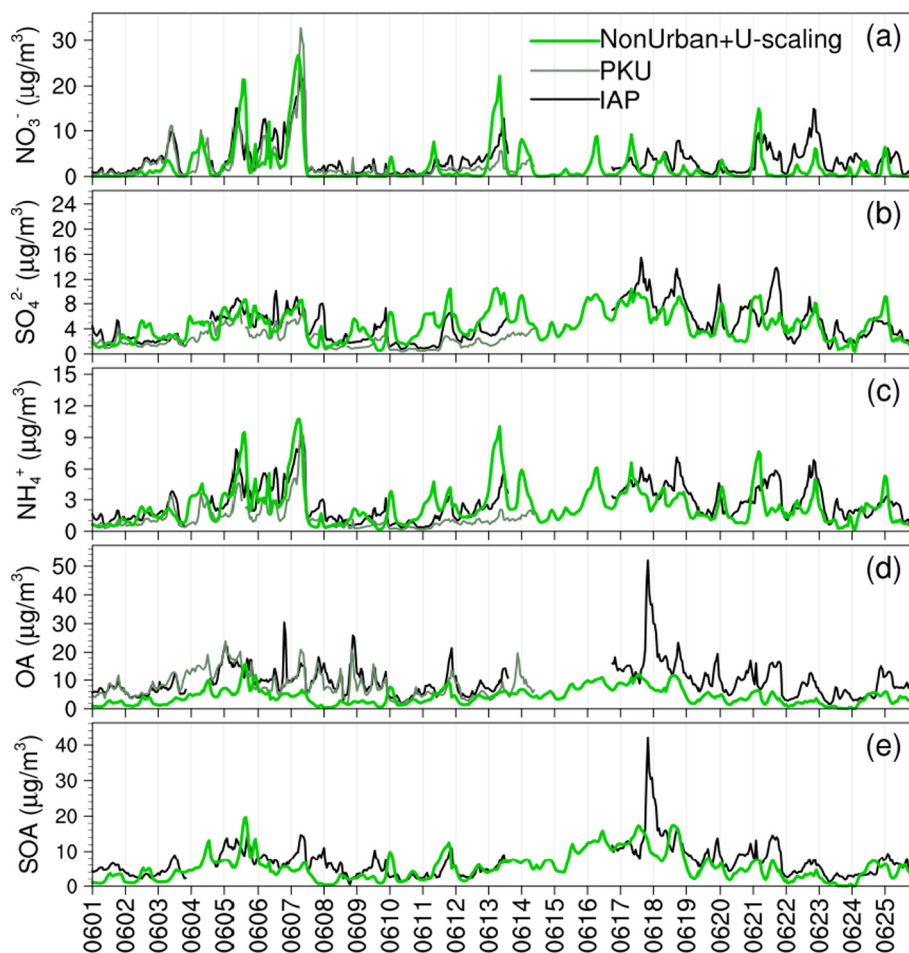 (a)
NonUrban+U-scaling
PKU
IAP
NO₃⁻ (µg/m³)
30
20
10
0
(b)
SO₄²⁻ (µg/m³)
24
20
16
12
8
4
0
(c)
NH₄⁺ (µg/m³)
15
12
9
6
3
0
(d)
OA (µg/m³)
50
40
30
20
10
0
(e)
SOA (µg/m³)
40
30
20
10
0
0601 0602 0603 0604 0605 0606 0607 0608 0609 0610 0611 0612 0613 0614 0615 0616 0617 0618 0619 0620 0621 0622 0623 0624 0625